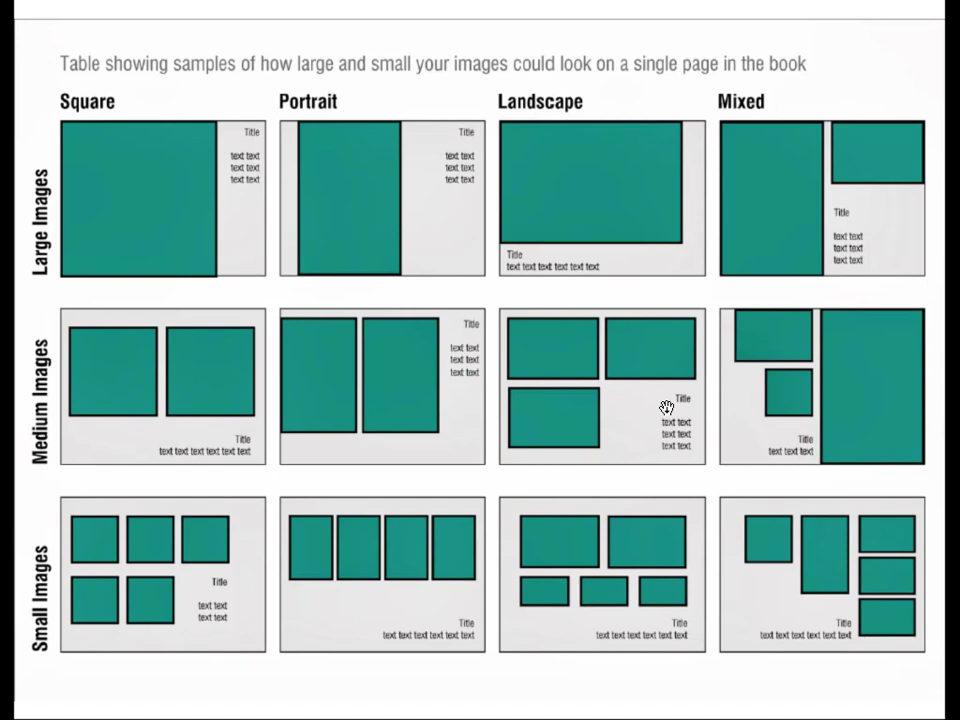 Table showing samples of how large and small your images could look on a single page in the book
Square
Portrait
Landscape
Mixed
Large Images
Title
text text
text text
text text
Title
text text
text text
text text
Title
text text text text text text
Title
text text
text text
text text
Medium Images
Title
text text text text text text
Title
text text
text text
text text
Title
text text
text text
text text
Title
text text text
Small Images
Title
text text
text text
Title
text text text text text text
Title
text text text text text text
Title
text text text text text text